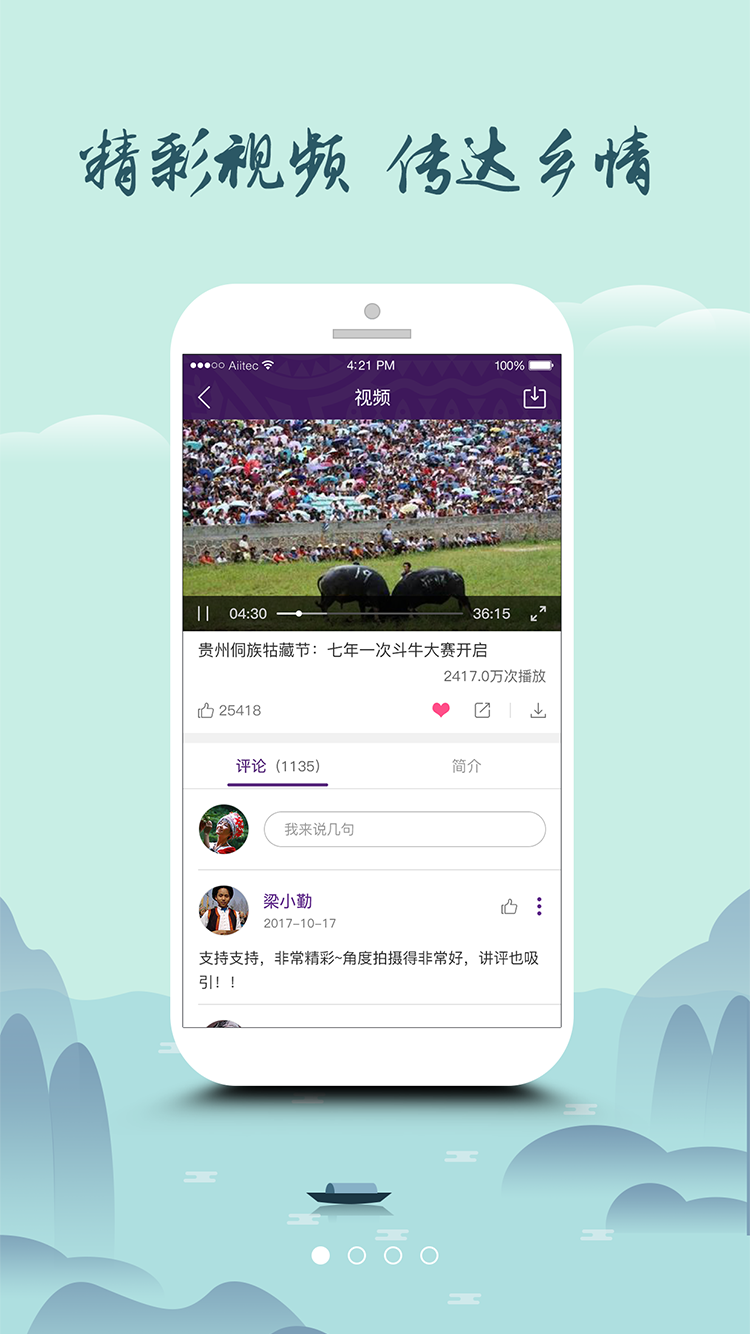 精彩视频 传达乡情
Aiitec 4:21 PM 100%
视频
19
04:30 36:15
贵州侗族牯藏节：七年一次斗牛大赛开启
2417.0万次播放
25418
评论（1135） 简介
我来说几句
梁小勤
2017-10-17
支持支持，非常精彩~角度拍摄得非常好，讲评也吸
引！！